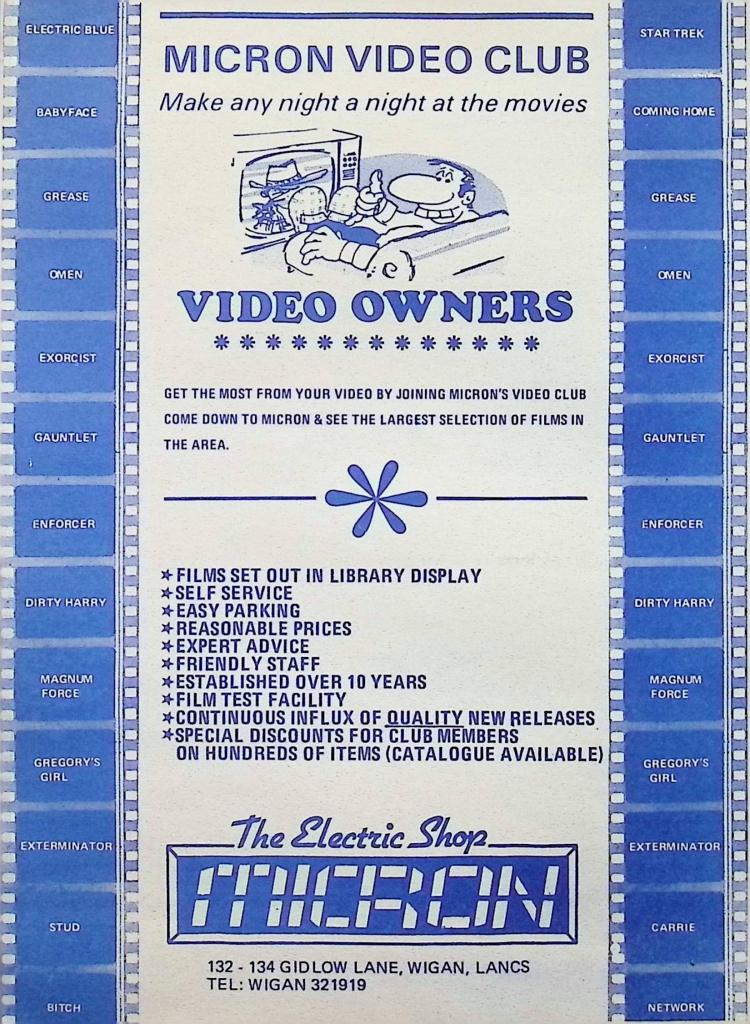 ELECTRIC BLUE
BABYFACE
GREASE
OMEN
EXORCIST
GAUNTLET
ENFORCER
DIRTY HARRY
MAGNUM
FORCE
GREGORY'S
GIRL
EXTERMINATOR
STUD
BITCH
MICRON VIDEO CLUB
Make any night a night at the movies
VIDEO OWNERS
* * * * * * * * * * * * *
GET THE MOST FROM YOUR VIDEO BY JOINING MICRON'S VIDEO CLUB
COME DOWN TO MICRON & SEE THE LARGEST SELECTION OF FILMS IN
THE AREA.
* FILMS SET OUT IN LIBRARY DISPLAY
* SELF SERVICE
* EASY PARKING
* REASONABLE PRICES
* EXPERT ADVICE
* FRIENDLY STAFF
* ESTABLISHED OVER 10 YEARS
* FILM TEST FACILITY
* CONTINUOUS INFLUX OF QUALITY NEW RELEASES
* SPECIAL DISCOUNTS FOR CLUB MEMBERS
ON HUNDREDS OF ITEMS (CATALOGUE AVAILABLE)
The Electric Shop
MICRON
132 - 134 GIDLOW LANE, WIGAN, LANCS
TEL: WIGAN 321919
STAR TREK
COMING HOME
GREASE
OMEN
EXORCIST
GAUNTLET
ENFORCER
DIRTY HARRY
MAGNUM
FORCE
GREGORY'S
GIRL
EXTERMINATOR
CARRIE
NETWORK